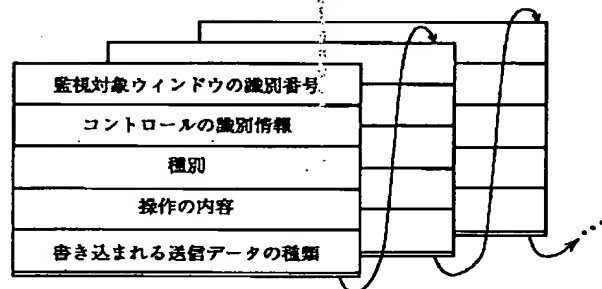 監視対象ウィンドウの識別番号
コントロールの識別情報
種別
操作の内容
書き込まれる送信データの種類